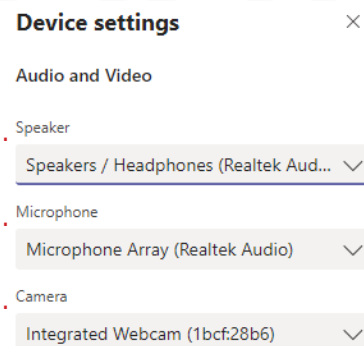 Device settings
Audio and Video
Speaker
Speakers / Headphones (Realtek Aud...
Microphone
Microphone Array (Realtek Audio)
Camera
Integrated Webcam (1bcf:28b6)